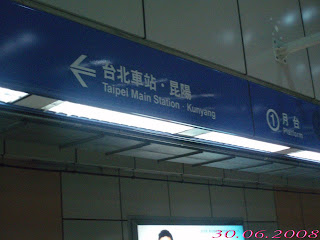 ← 台北車站・昆陽
Taipei Main Station · Kunyang
① 月台
Platform
30.06.2008